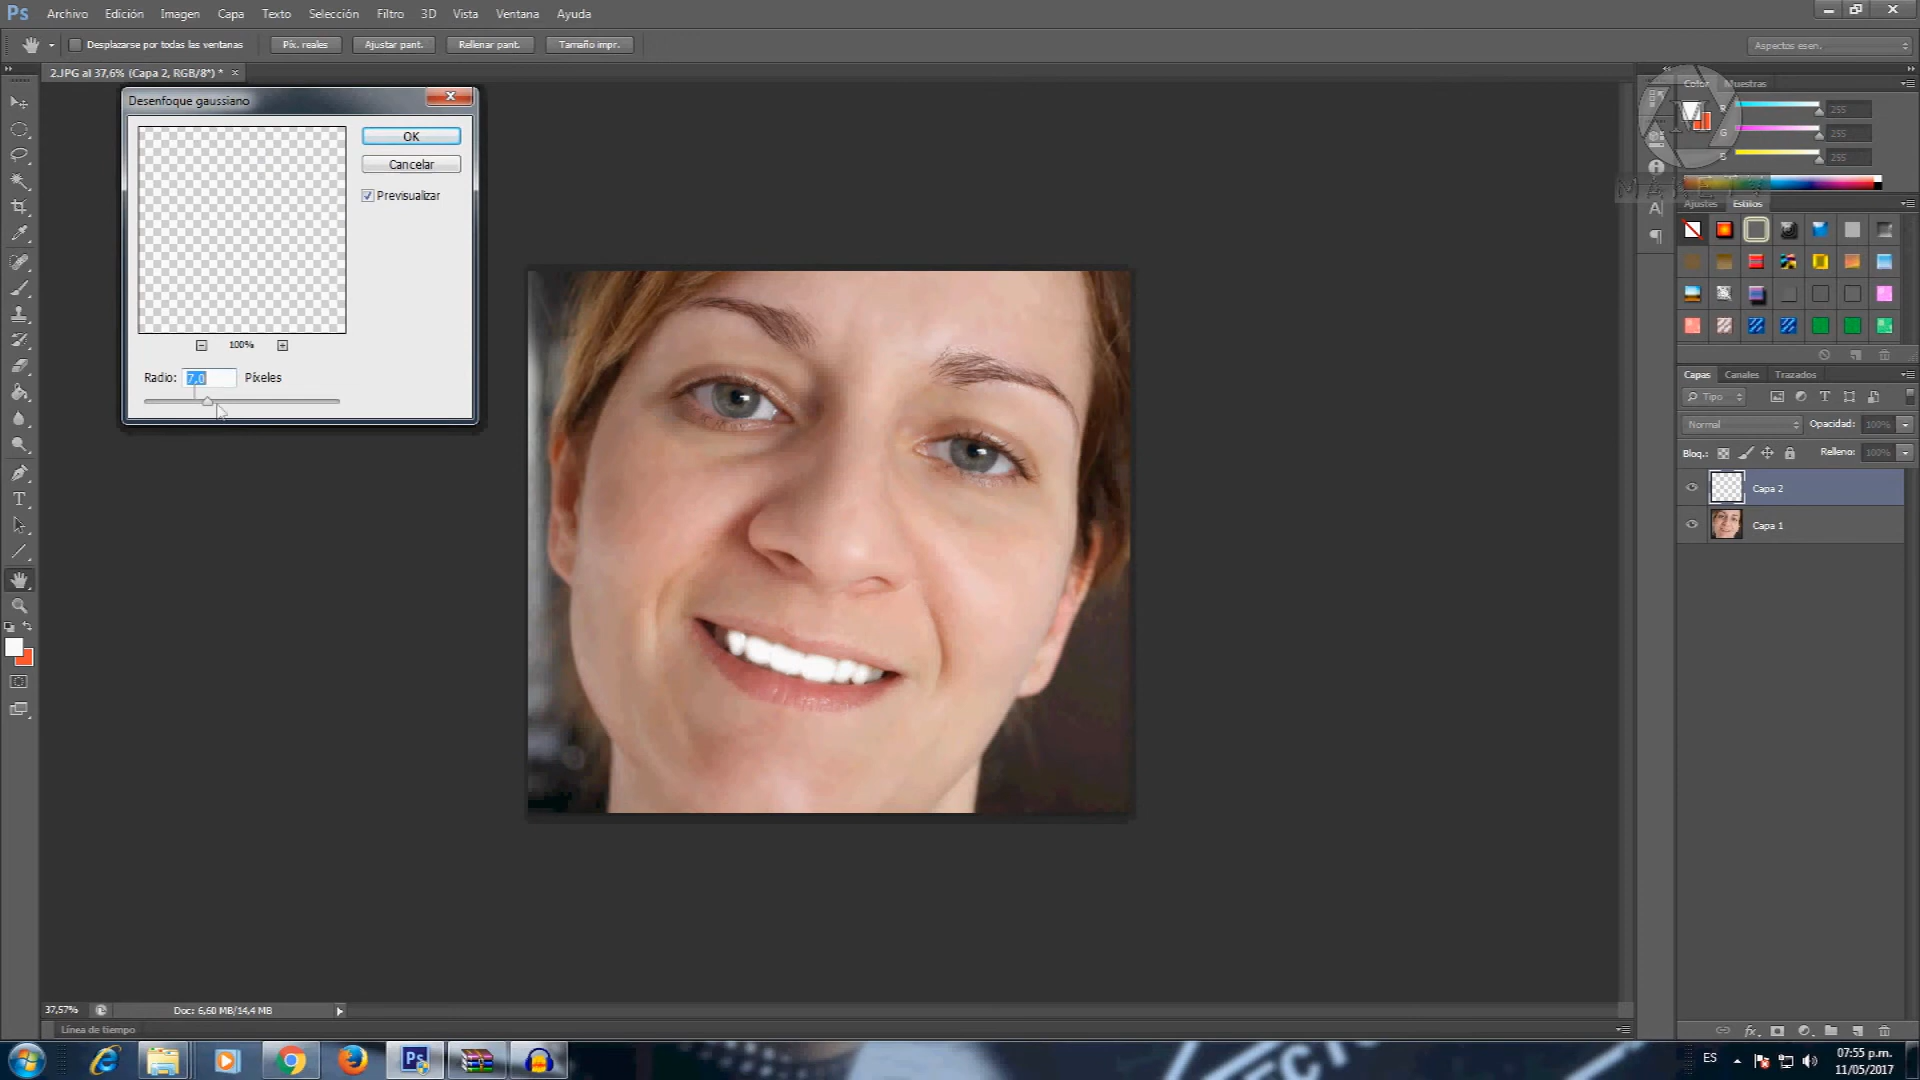 Ps Archivo Edición Imagen Capa Texto Selección Filtro 3D Vista Ventana Ayuda
Desplazarse por todas las ventanas Píx. reales Ajustar pant. Rellenar pant. Tamaño impr. Aspectos esen.
2.JPG al 37,6% (Capa 2, RGB/8*) * ×
Desenfoque gaussiano
OK
Cancelar
Previsualizar
100%
Radio: 7,0 Píxeles
Color Muestras
R 255
G 255
B 255
Ajustes Estilos
Capas Canales Trazados
Tipo
Normal Opacidad: 100%
Bloq.: Relleno: 100%
Capa 2
Capa 1
37,57% Doc: 6,60 MB/14,4 MB
Línea de tiempo
Ps
ES 07:55 p.m.
11/05/2017